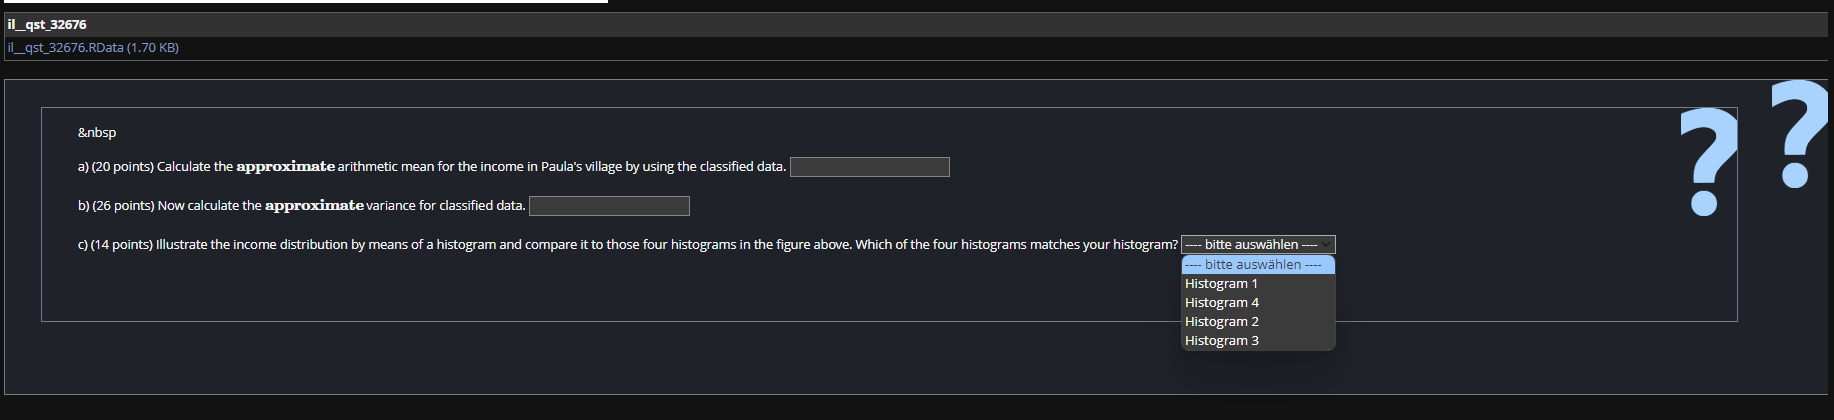 il__qst_32676
il__qst_32676.RData (1.70 KB)
? ?
&nbsp
a) (20 points) Calculate the approximate arithmetic mean for the income in Paula's village by using the classified data.
b) (26 points) Now calculate the approximate variance for classified data.
c) (14 points) Illustrate the income distribution by means of a histogram and compare it to those four histograms in the figure above. Which of the four histograms matches your histogram? ---- bitte auswählen ----
---- bitte auswählen ----
Histogram 1
Histogram 4
Histogram 2
Histogram 3